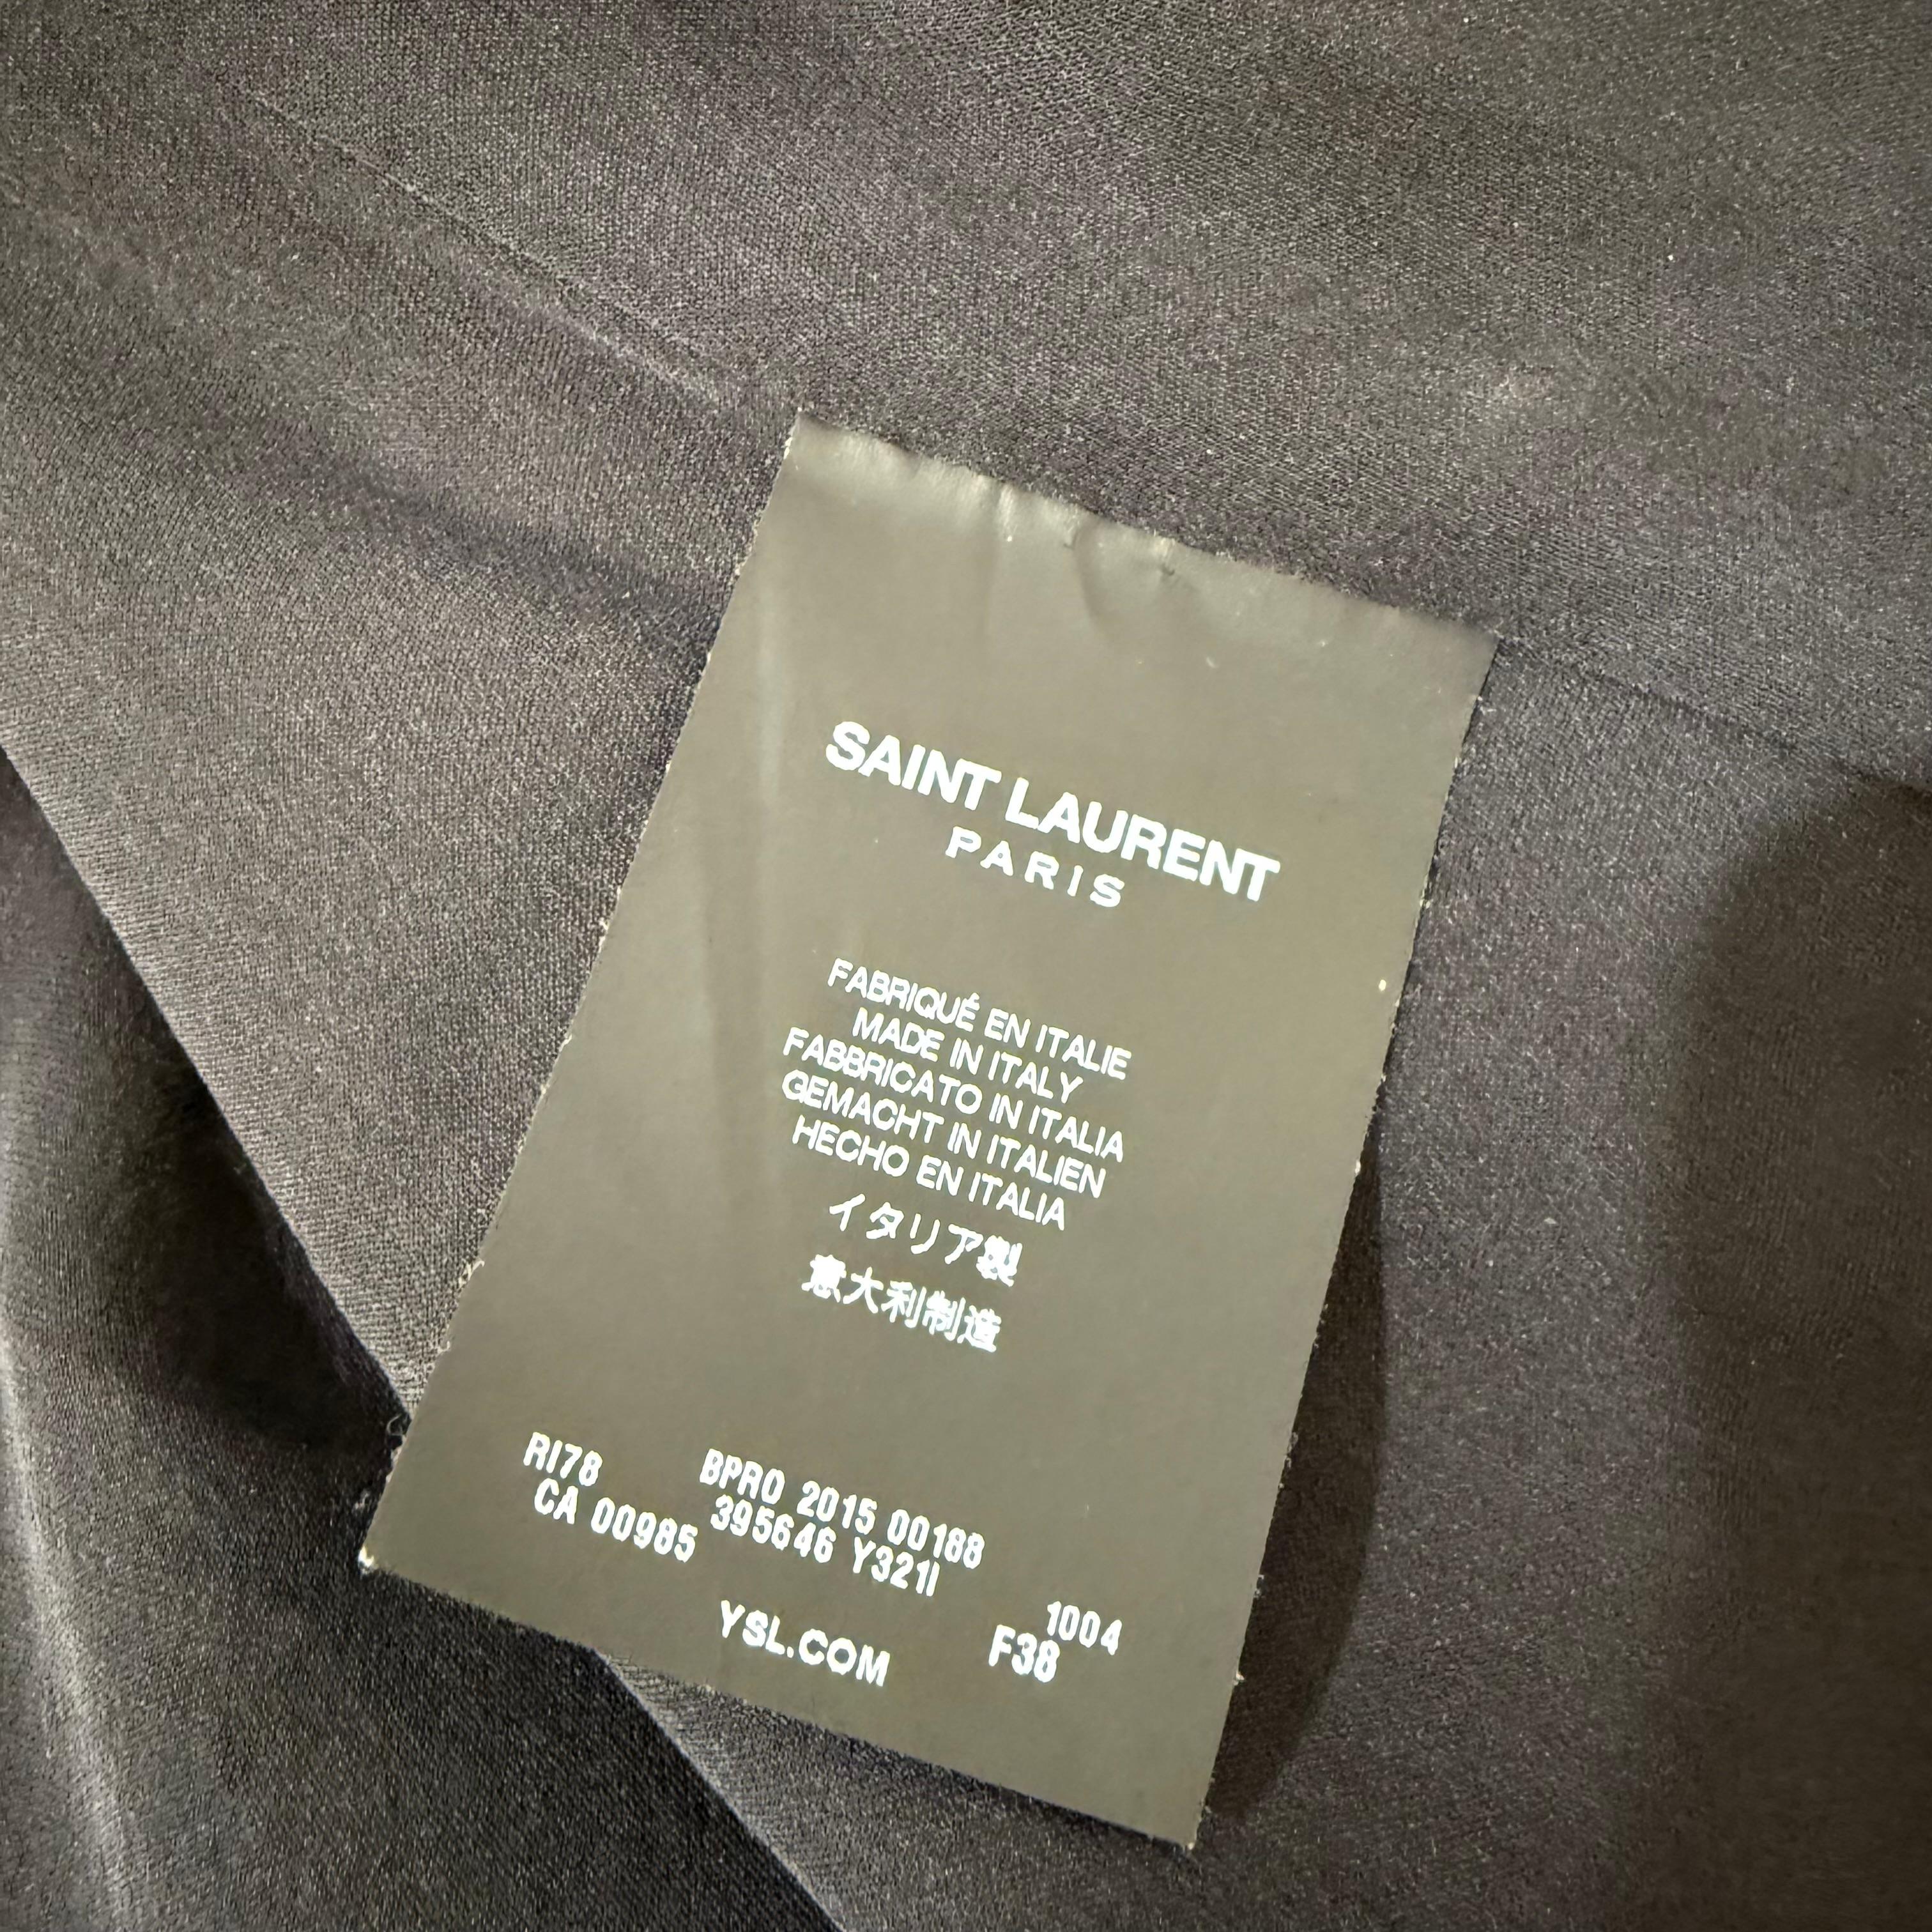 SAINT LAURENT
PARIS
FABRIQUÉ EN ITALIE
MADE IN ITALY
FABBRICATO IN ITALIA
GEMACHT IN ITALIEN
HECHO EN ITALIA
イタリア製
意大利制造
RI78 BPRO 2015 00188
CA 00985 395646 Y321I
1004
YSL.COM F38